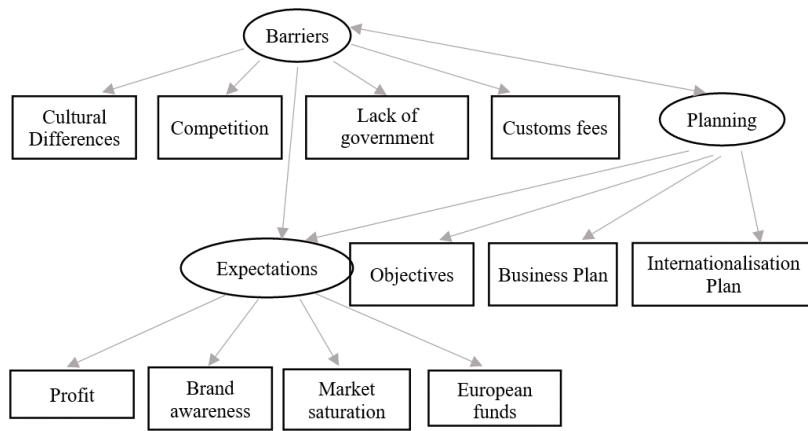 Barriers
Cultural
Differences
Competition
Lack of
government
Customs fees
Planning
Expectations
Objectives
Business Plan
Internationalisation
Plan
Profit
Brand
awareness
Market
saturation
European
funds